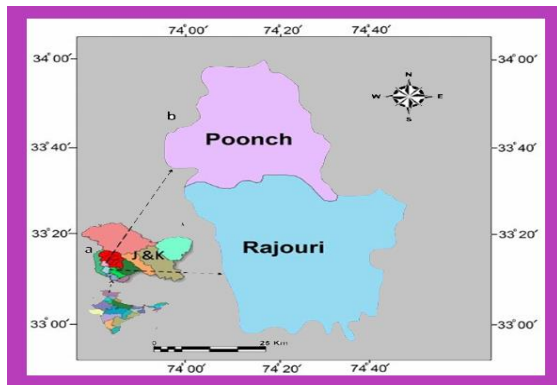 74° 00' 74° 20' 74° 40'
34° 00' 34° 00'
N
W E
S
b
Poonch
33° 40' 33° 40'
33° 20' 33° 20'
a J &K
Rajouri
33° 00' 33° 00'
0 25 Km
74° 00' 74° 20' 74° 40'